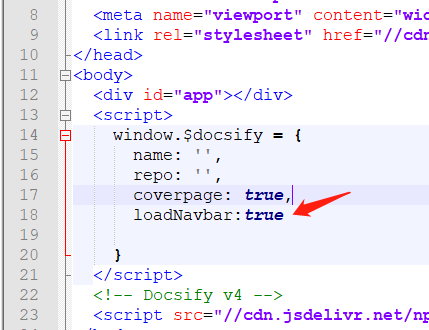 8 <meta name="viewport" content="wid
9 <link rel="stylesheet" href="//cdn
10 </head>
11 <body>
12 <div id="app"></div>
13 <script>
14 window.$docsify = {
15 name: '',
16 repo: '',
17 coverpage: true,
18 loadNavbar:true
19
20 }
21 </script>
22 <!-- Docsify v4 -->
23 <script src="//cdn.jsdelivr.net/np